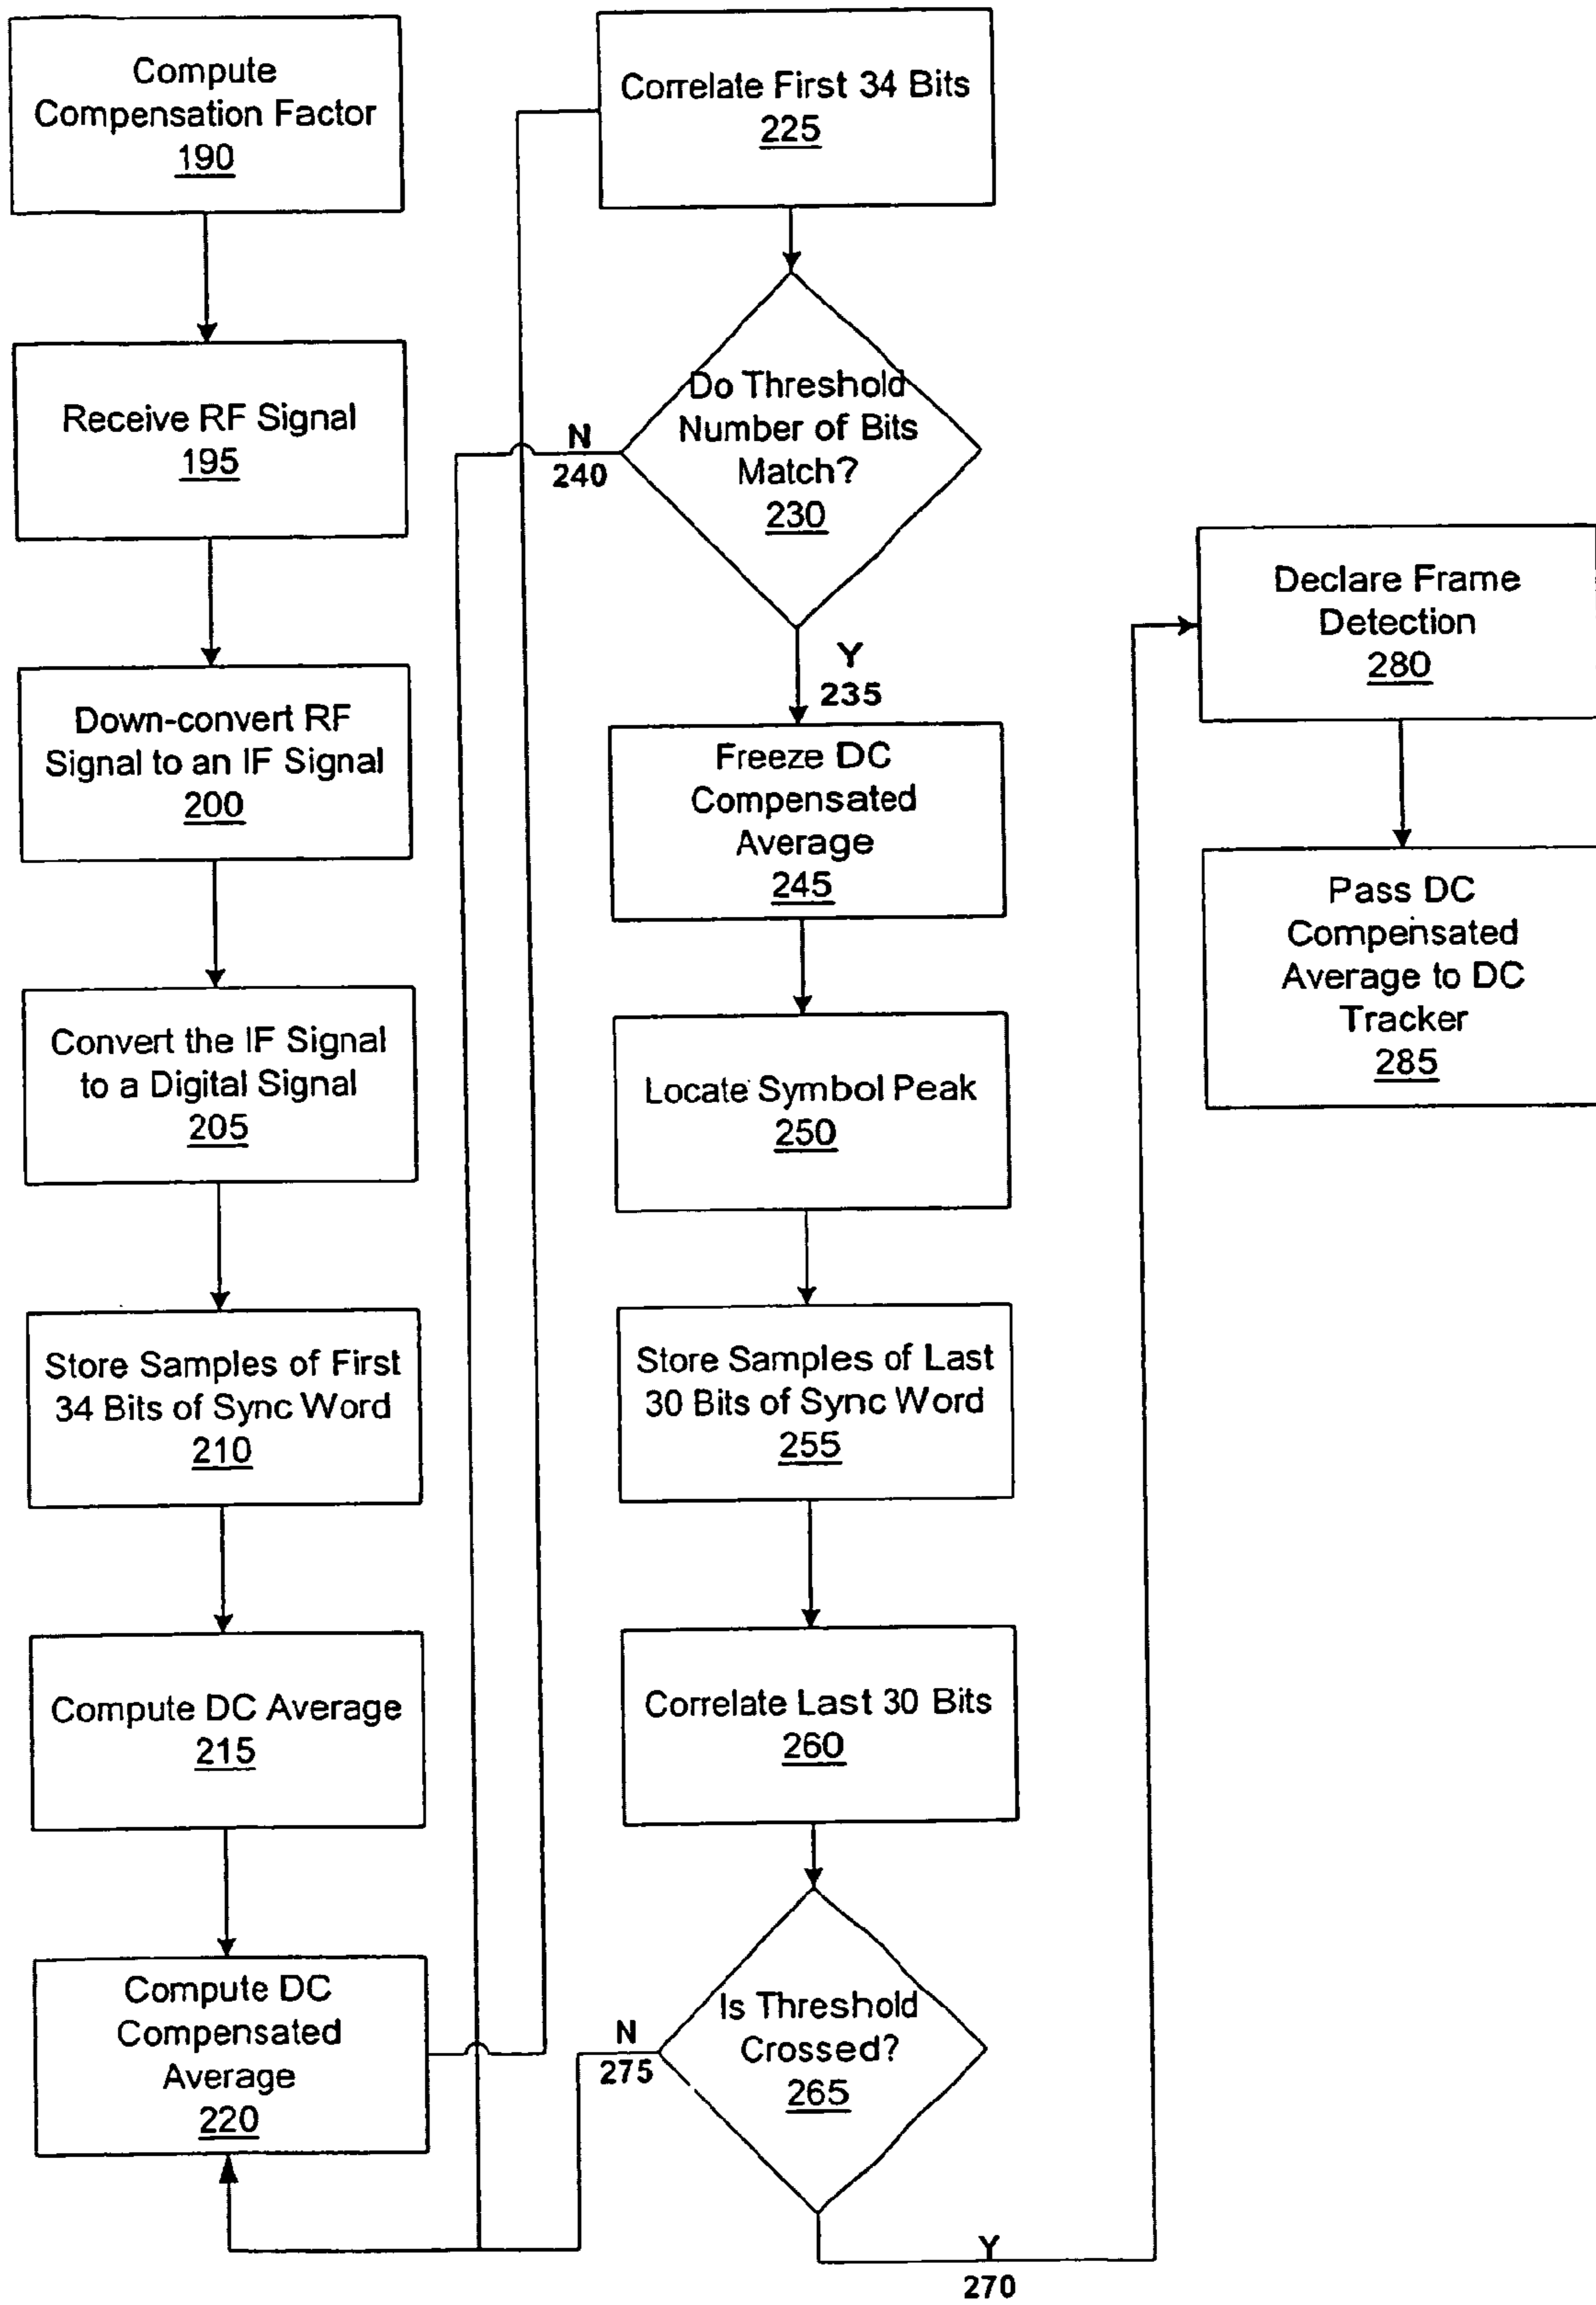 Compute
Compensation Factor
190
Receive RF Signal
195
Down-convert RF
Signal to an IF Signal
200
Convert the IF Signal
to a Digital Signal
205
Store Samples of First
34 Bits of Sync Word
210
Compute DC Average
215
Compute DC
Compensated
Average
220
Correlate First 34 Bits
225
Do Threshold
Number of Bits
Match?
230
N
240
Y
235
Freeze DC
Compensated
Average
245
Locate Symbol Peak
250
Store Samples of Last
30 Bits of Sync Word
255
Correlate Last 30 Bits
260
Is Threshold
Crossed?
265
N
275
Y
270
Declare Frame
Detection
280
Pass DC
Compensated
Average to DC
Tracker
285